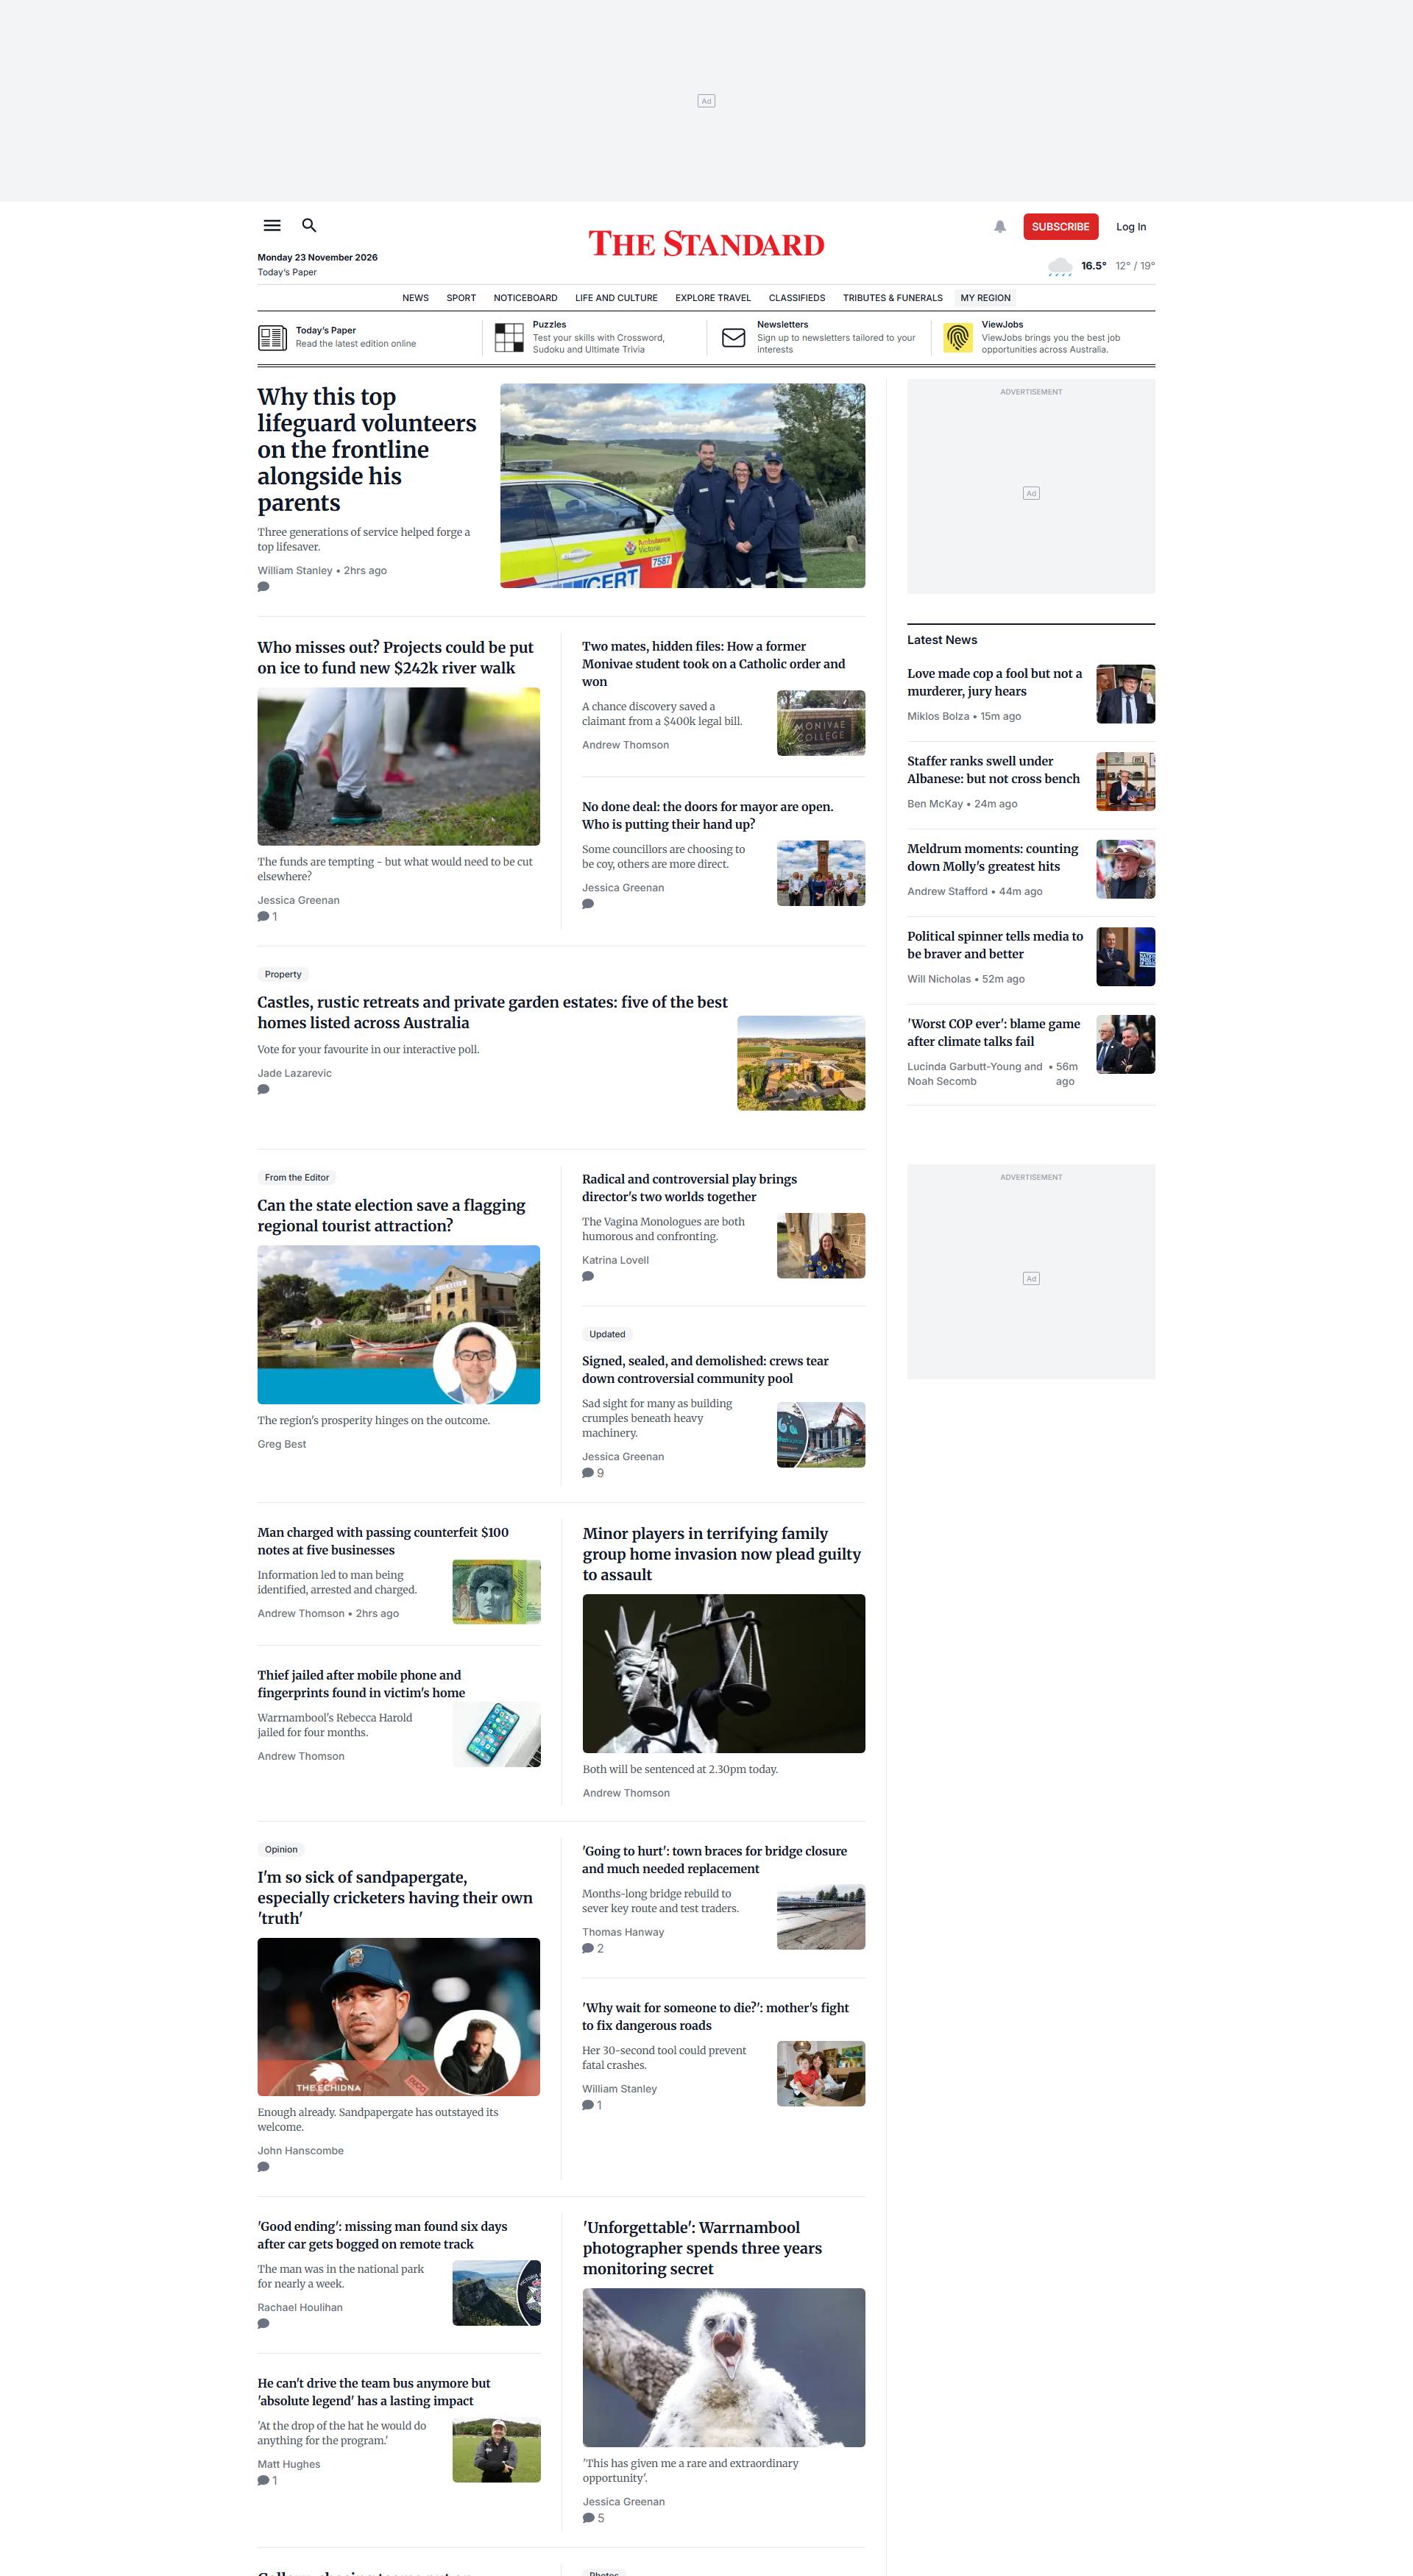 Ad
THE STANDARD
SUBSCRIBE
Log In
Monday 23 November 2026
Today's Paper
16.5° 12° / 19°
NEWS SPORT NOTICEBOARD LIFE AND CULTURE EXPLORE TRAVEL CLASSIFIEDS TRIBUTES & FUNERALS MY REGION
Today's Paper
Read the latest edition online
Puzzles
Test your skills with Crossword,
Sudoku and Ultimate Trivia
Newsletters
Sign up to newsletters tailored to your
interests
ViewJobs
ViewJobs brings you the best job
opportunities across Australia.
Why this top
lifeguard volunteers
on the frontline
alongside his
parents
Three generations of service helped forge a
top lifesaver.
William Stanley • 2hrs ago
Ambulance
Victoria
7587
CERT
Who misses out? Projects could be put
on ice to fund new $242k river walk
The funds are tempting - but what would need to be cut
elsewhere?
Jessica Greenan
1
Two mates, hidden files: How a former
Monivae student took on a Catholic order and
won
A chance discovery saved a
claimant from a $400k legal bill.
Andrew Thomson
MONIVAE
COLLEGE
No done deal: the doors for mayor are open.
Who is putting their hand up?
Some councillors are choosing to
be coy, others are more direct.
Jessica Greenan
Property
Castles, rustic retreats and private garden estates: five of the best
homes listed across Australia
Vote for your favourite in our interactive poll.
Jade Lazarevic
From the Editor
Can the state election save a flagging
regional tourist attraction?
The region's prosperity hinges on the outcome.
Greg Best
Radical and controversial play brings
director's two worlds together
The Vagina Monologues are both
humorous and confronting.
Katrina Lovell
Updated
Signed, sealed, and demolished: crews tear
down controversial community pool
Sad sight for many as building
crumples beneath heavy
machinery.
Jessica Greenan
9
Man charged with passing counterfeit $100
notes at five businesses
Information led to man being
identified, arrested and charged.
Andrew Thomson • 2hrs ago
Australia
Thief jailed after mobile phone and
fingerprints found in victim's home
Warrnambool's Rebecca Harold
jailed for four months.
Andrew Thomson
Minor players in terrifying family
group home invasion now plead guilty
to assault
Both will be sentenced at 2.30pm today.
Andrew Thomson
Opinion
I'm so sick of sandpapergate,
especially cricketers having their own
'truth'
THE ECHIDNA
Enough already. Sandpapergate has outstayed its
welcome.
John Hanscombe
'Going to hurt': town braces for bridge closure
and much needed replacement
Months-long bridge rebuild to
sever key route and test traders.
Thomas Hanway
2
'Why wait for someone to die?': mother's fight
to fix dangerous roads
Her 30-second tool could prevent
fatal crashes.
William Stanley
1
'Good ending': missing man found six days
after car gets bogged on remote track
The man was in the national park
for nearly a week.
Rachael Houlihan
He can't drive the team bus anymore but
'absolute legend' has a lasting impact
'At the drop of the hat he would do
anything for the program.'
Matt Hughes
1
'Unforgettable': Warrnambool
photographer spends three years
monitoring secret
'This has given me a rare and extraordinary
opportunity'.
Jessica Greenan
5
ADVERTISEMENT
Ad
Latest News
Love made cop a fool but not a
murderer, jury hears
Miklos Bolza • 15m ago
Staffer ranks swell under
Albanese: but not cross bench
Ben McKay • 24m ago
Meldrum moments: counting
down Molly's greatest hits
Andrew Stafford • 44m ago
Political spinner tells media to
be braver and better
Will Nicholas • 52m ago
'Worst COP ever': blame game
after climate talks fail
Lucinda Garbutt-Young and
Noah Secomb
• 56m
ago
ADVERTISEMENT
Ad